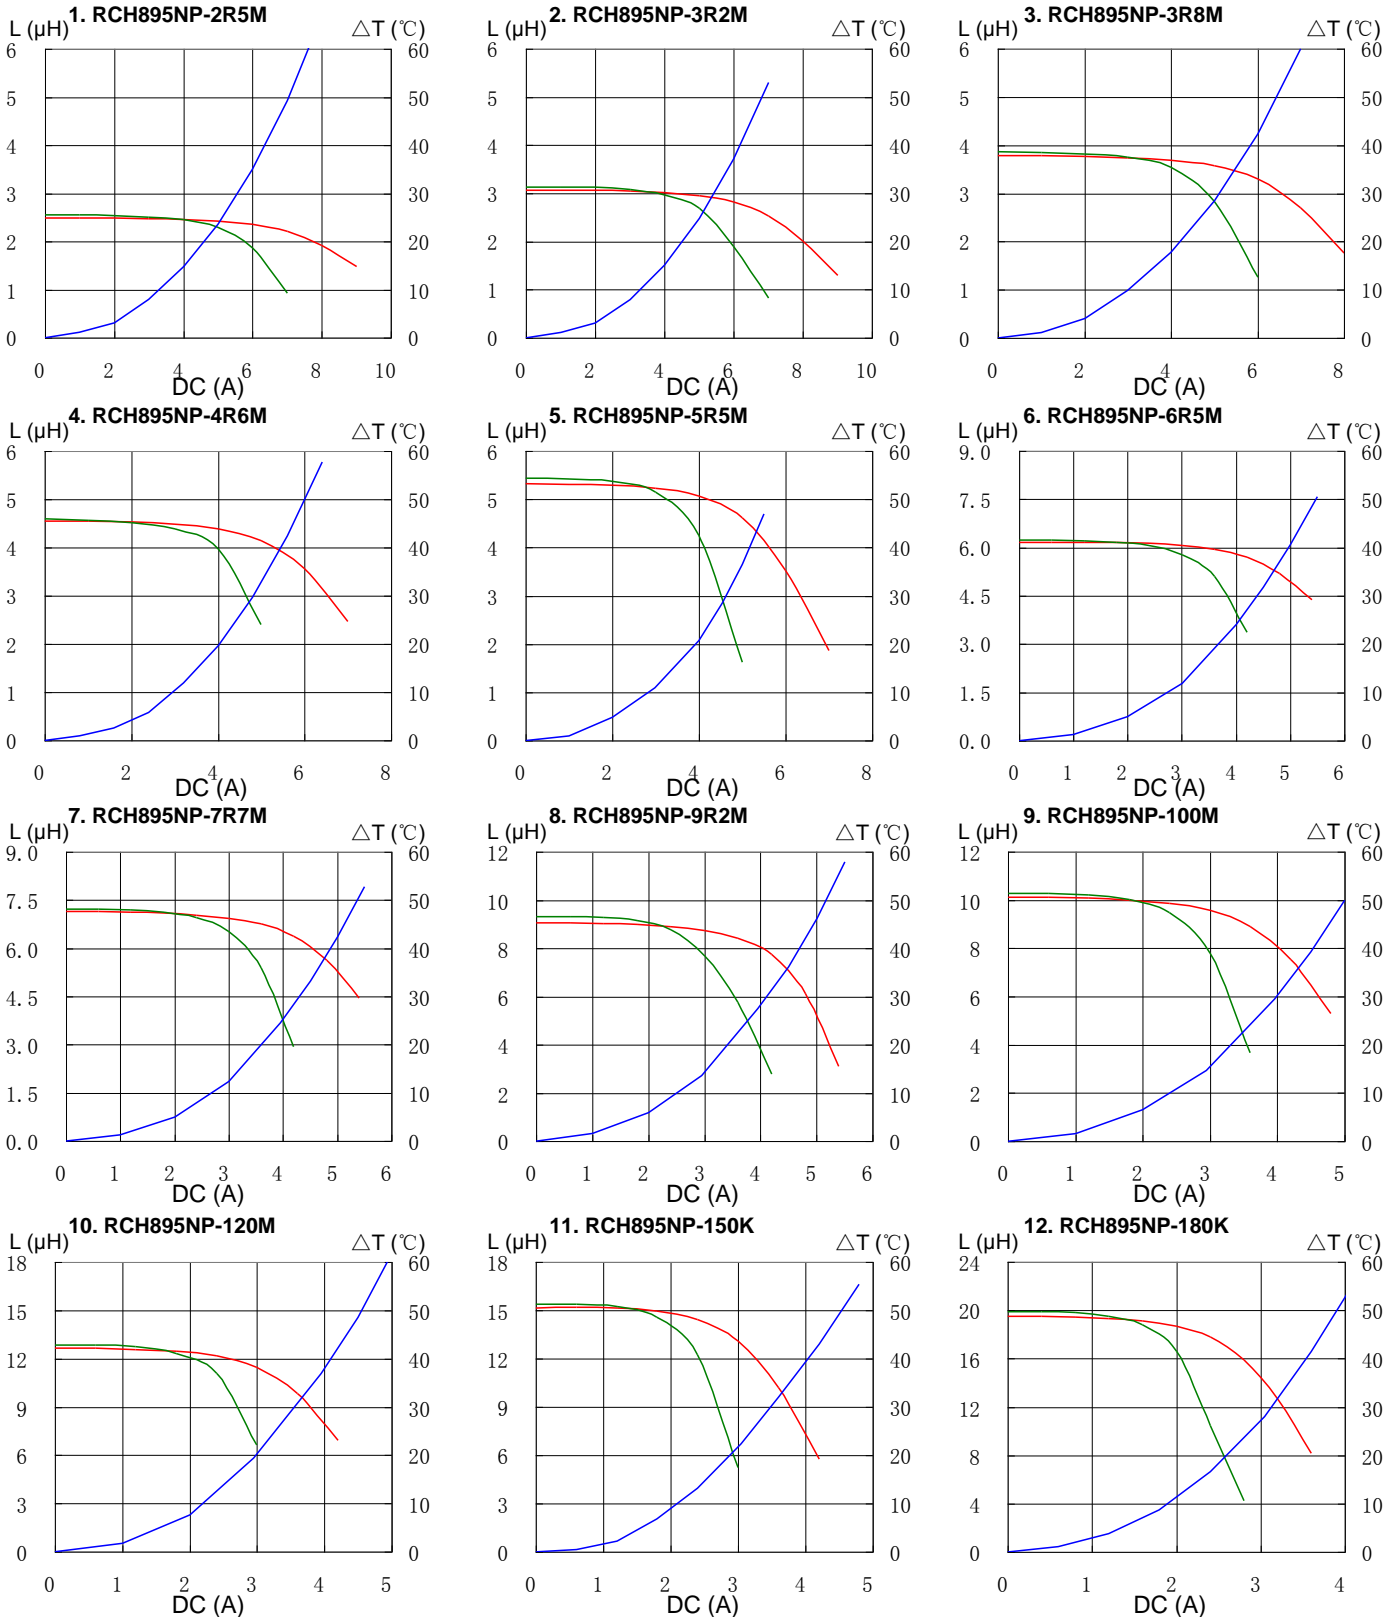 1. RCH895NP-2R5M
L (μH)
△T (℃)
6
5
4
3
2
1
0
60
50
40
30
20
10
0
0 2 4 6 8 10
DC (A)
2. RCH895NP-3R2M
L (μH)
△T (℃)
6
5
4
3
2
1
0
60
50
40
30
20
10
0
0 2 4 6 8 10
DC (A)
3. RCH895NP-3R8M
L (μH)
△T (℃)
6
5
4
3
2
1
0
60
50
40
30
20
10
0
0 2 4 6 8
DC (A)
4. RCH895NP-4R6M
L (μH)
△T (℃)
6
5
4
3
2
1
0
60
50
40
30
20
10
0
0 2 4 6 8
DC (A)
5. RCH895NP-5R5M
L (μH)
△T (℃)
6
5
4
3
2
1
0
60
50
40
30
20
10
0
0 2 4 6 8
DC (A)
6. RCH895NP-6R5M
L (μH)
△T (℃)
9.0
7.5
6.0
4.5
3.0
1.5
0.0
60
50
40
30
20
10
0
0 1 2 3 4 5 6
DC (A)
7. RCH895NP-7R7M
L (μH)
△T (℃)
9.0
7.5
6.0
4.5
3.0
1.5
0.0
60
50
40
30
20
10
0
0 1 2 3 4 5 6
DC (A)
8. RCH895NP-9R2M
L (μH)
△T (℃)
12
10
8
6
4
2
0
60
50
40
30
20
10
0
0 1 2 3 4 5 6
DC (A)
9. RCH895NP-100M
L (μH)
△T (℃)
12
10
8
6
4
2
0
60
50
40
30
20
10
0
0 1 2 3 4 5
DC (A)
10. RCH895NP-120M
L (μH)
△T (℃)
18
15
12
9
6
3
0
60
50
40
30
20
10
0
0 1 2 3 4 5
DC (A)
11. RCH895NP-150K
L (μH)
△T (℃)
18
15
12
9
6
3
0
60
50
40
30
20
10
0
0 1 2 3 4 5
DC (A)
12. RCH895NP-180K
L (μH)
△T (℃)
24
20
16
12
8
4
0
60
50
40
30
20
10
0
0 1 2 3 4
DC (A)